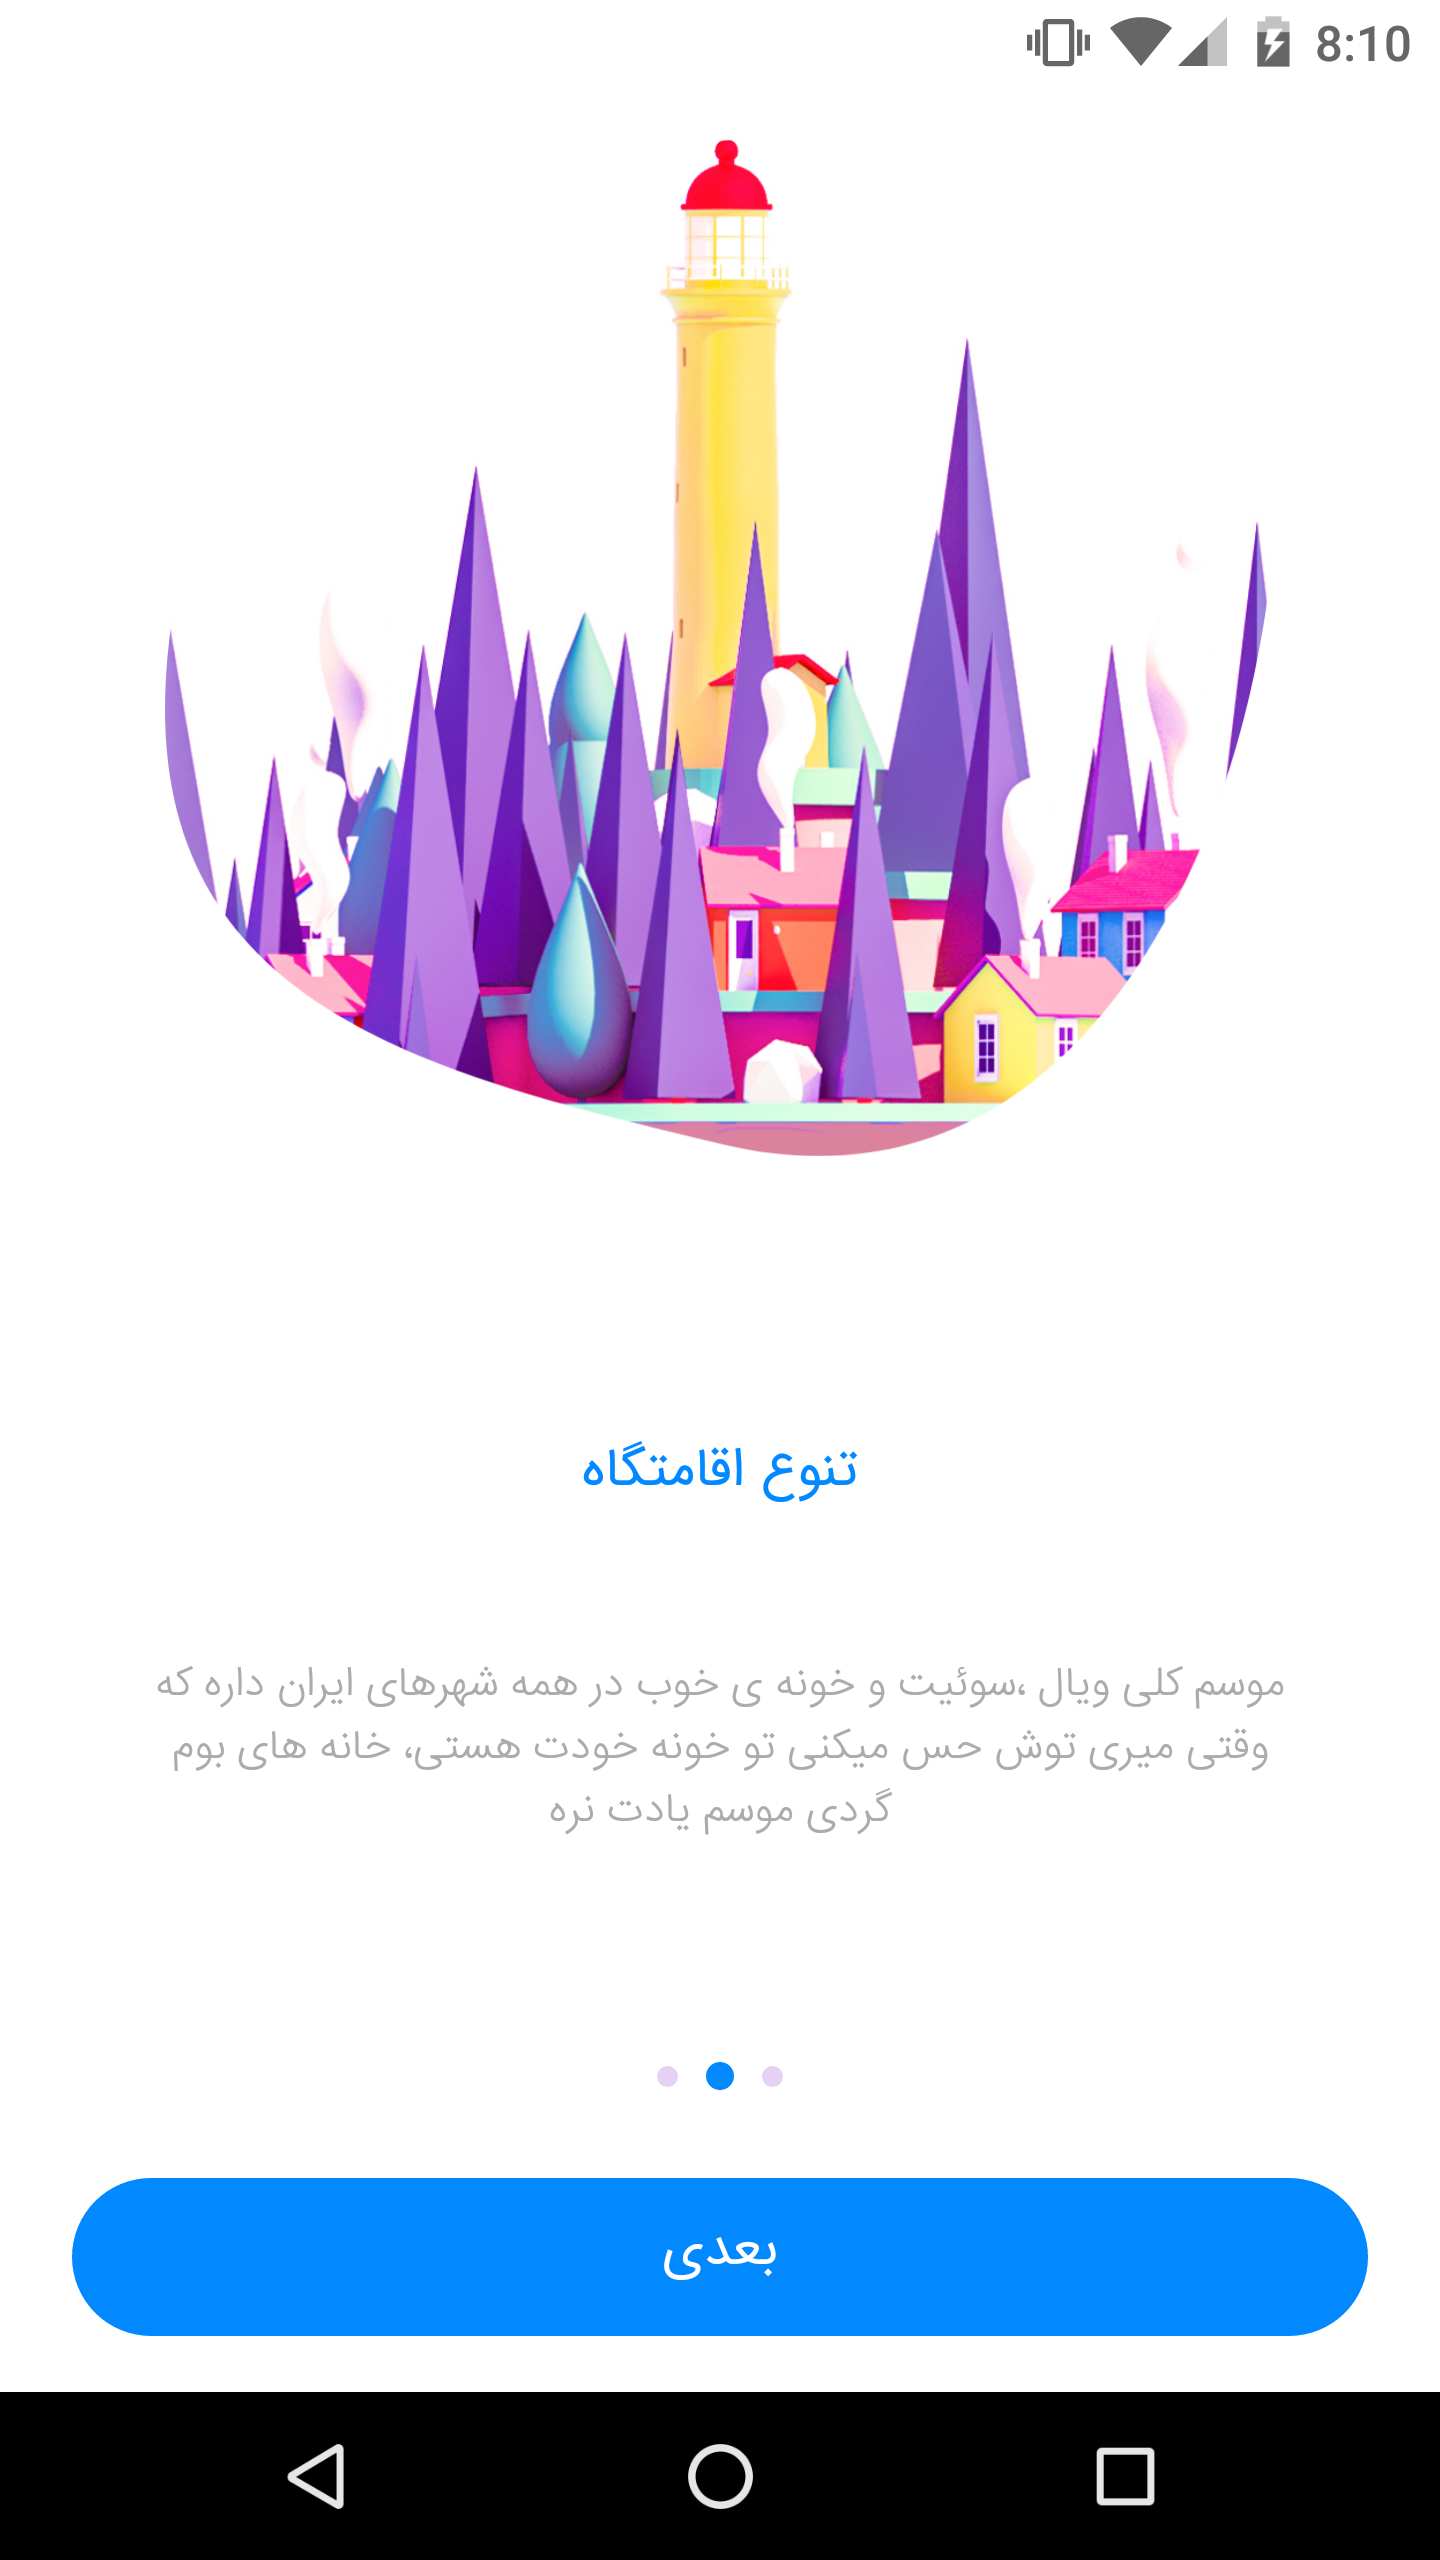 8:10
تنوع اقامتگاه
موسم کلی ویال ،سوئیت و خونه ی خوب در همه شهرهای ایران داره که
وقتی میری توش حس میکنی تو خونه خودت هستی، خانه های بوم
گردی موسم یادت نره
بعدی